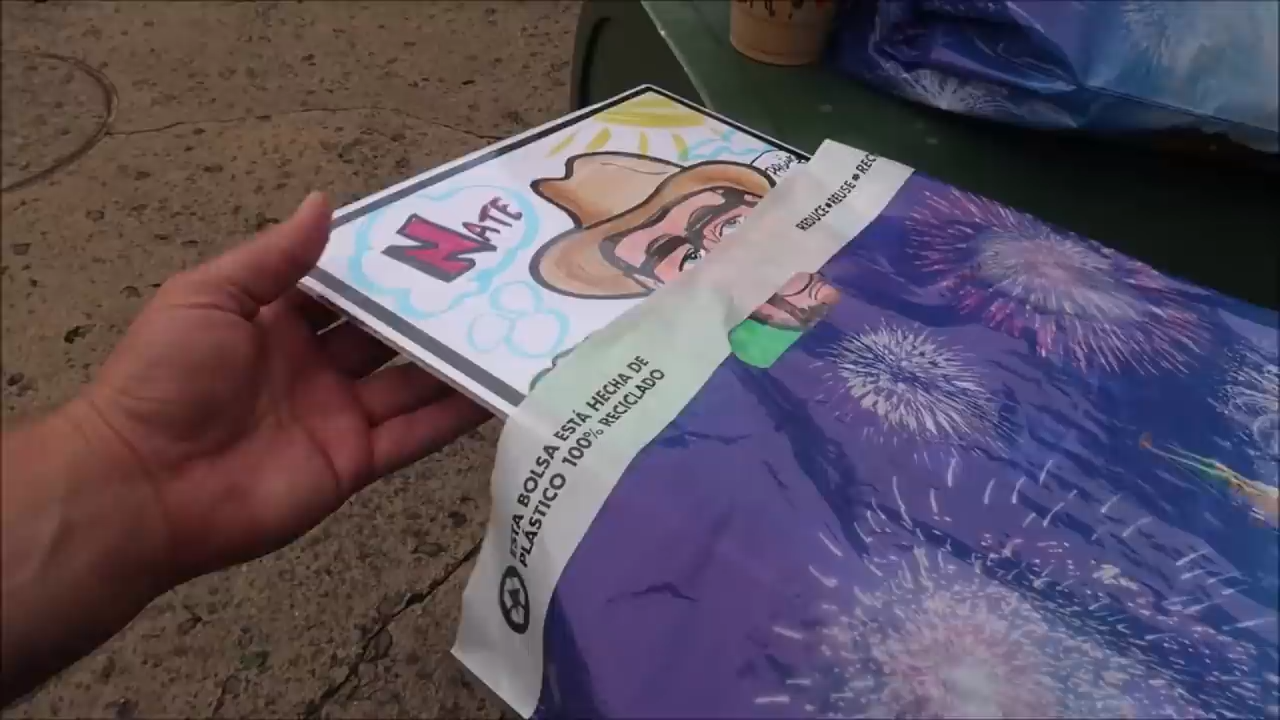 NATE
REDUCE•REUSE•REC
ESTA BOLSA ESTÁ HECHA DE
PLÁSTICO 100% RECICLADO